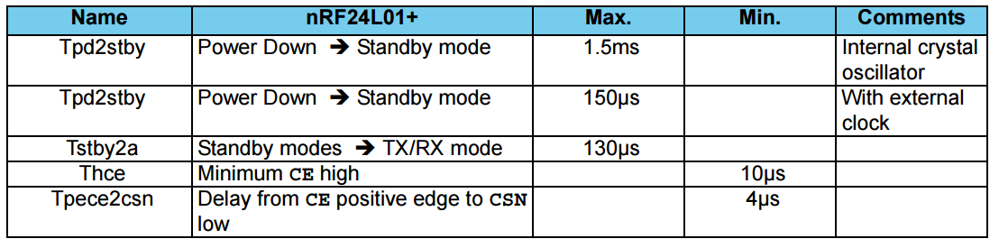 Name nRF24L01+ Max. Min. Comments
Tpd2stby Power Down ➔ Standby mode 1.5ms Internal crystal
oscillator
Tpd2stby Power Down ➔ Standby mode 150µs With external
clock
Tstby2a Standby modes ➔ TX/RX mode 130µs
Thce Minimum CE high 10µs
Tpece2csn Delay from CE positive edge to CSN 4µs
low